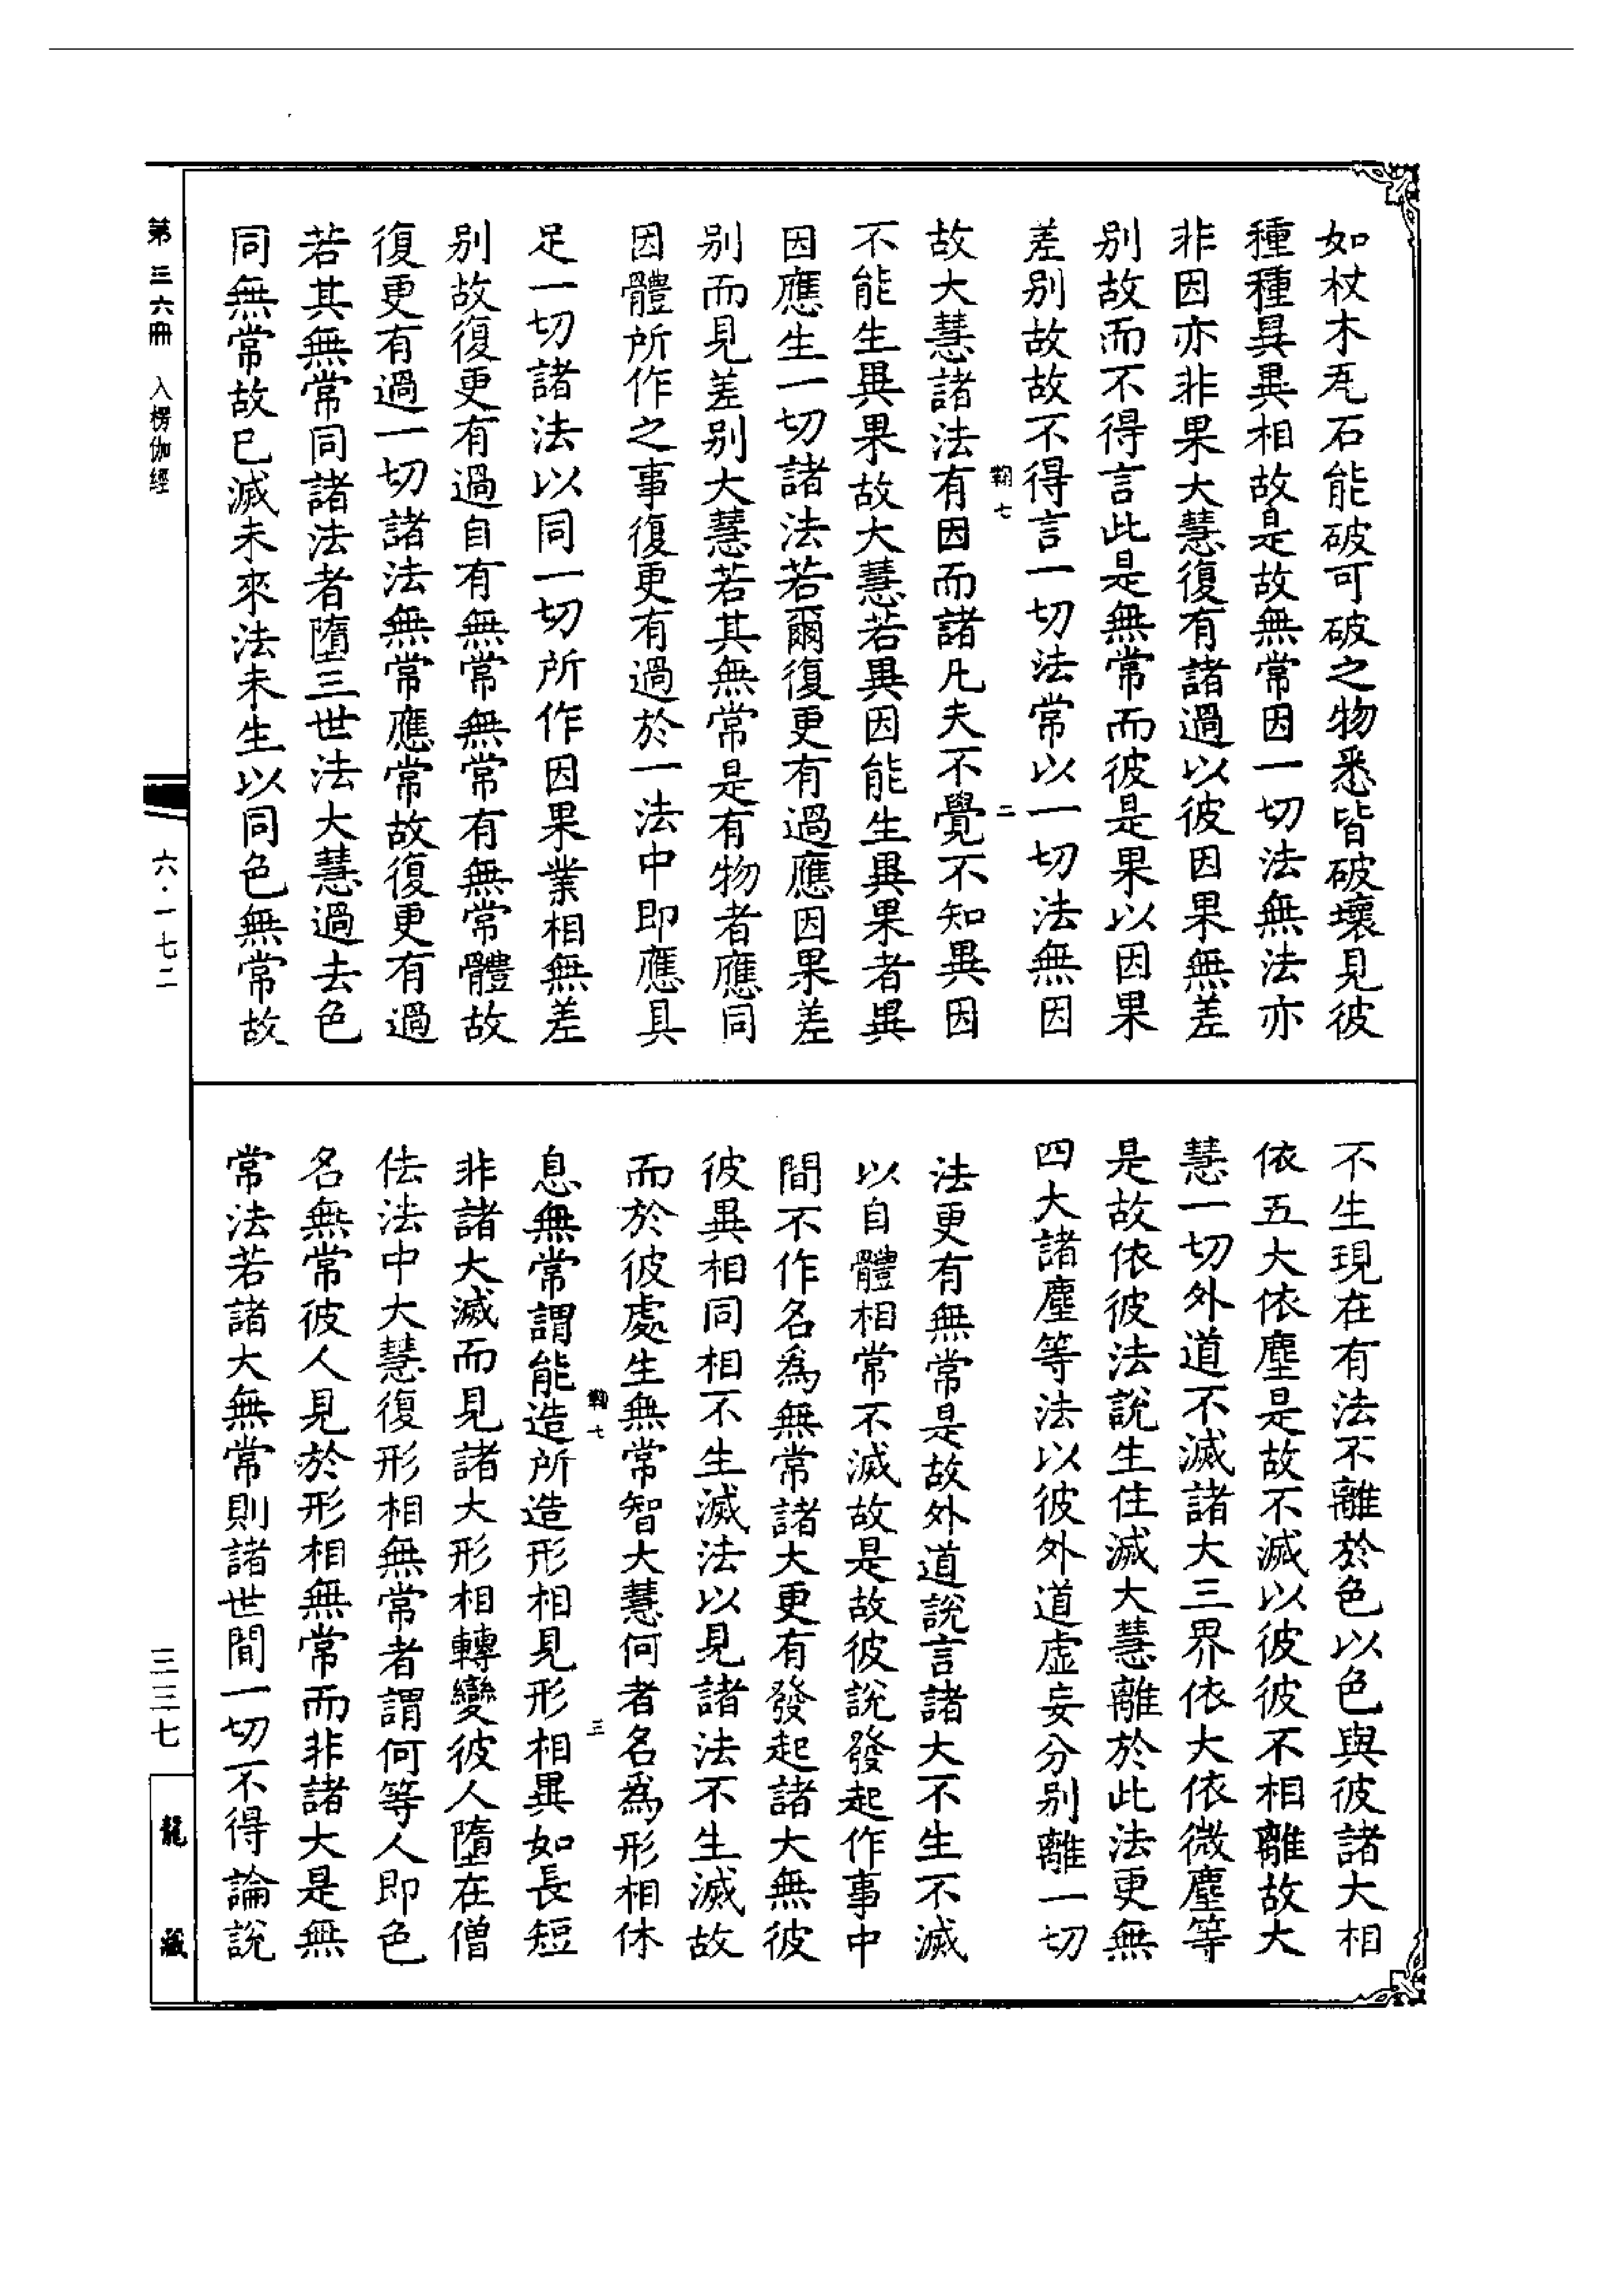 如杖木瓦石能破可破之物悉皆破壞見彼
種種異異相故是故無常因一切法無法亦
非因亦非果大慧復有諸過以彼因果無差
别故而不得言此是無常而彼是果以因果
差别故故不得言一切法常以一切法無因
故大慧諸法有因而諸凡夫不覺不知異因
不能生異果故大慧若異因能生異果者異
因應生一切諸法若爾復更有過應因果差
别而見差别大慧若其無常是有物者應同
因體所作之事復更有過於一法中即應具
足一切諸法以同一切所作因果業相無差
别故復更有過自有無常無常有無常體故
復更有過一切諸法無常應常故復更有過
若其無常同諸法者墮三世法大慧過去色
同無常故已滅未來法未生以同色無常故
七
二
不生現在有法不離於色以色與彼諸大相
依五大依塵是故不滅以彼彼不相離故大
慧一切外道不滅諸大三界依大依微塵等
是故依彼法說生住滅大慧離於此法更無
四大諸塵等法以彼外道虛妄分别離一切
法更有無常是故外道說言諸大不生不滅
以自體相常不滅故是故彼說發起作事中
間不作名爲無常諸大更有發起諸大無彼
彼異相同相不生滅法以見諸法不生滅故
而於彼處生無常智大慧何者名爲形相休
息無常謂能造所造形相見形相異如長短
非諸大滅而見諸大形相轉變彼人墮在僧
佉法中大慧復形相無常者謂何等人即色
名無常彼人見於形相無常而非諸大是無
常法若諸大無常則諸世間一切不得論說
七
三
第三六冊 入楞伽經
六·一七二
三三七
龍藏